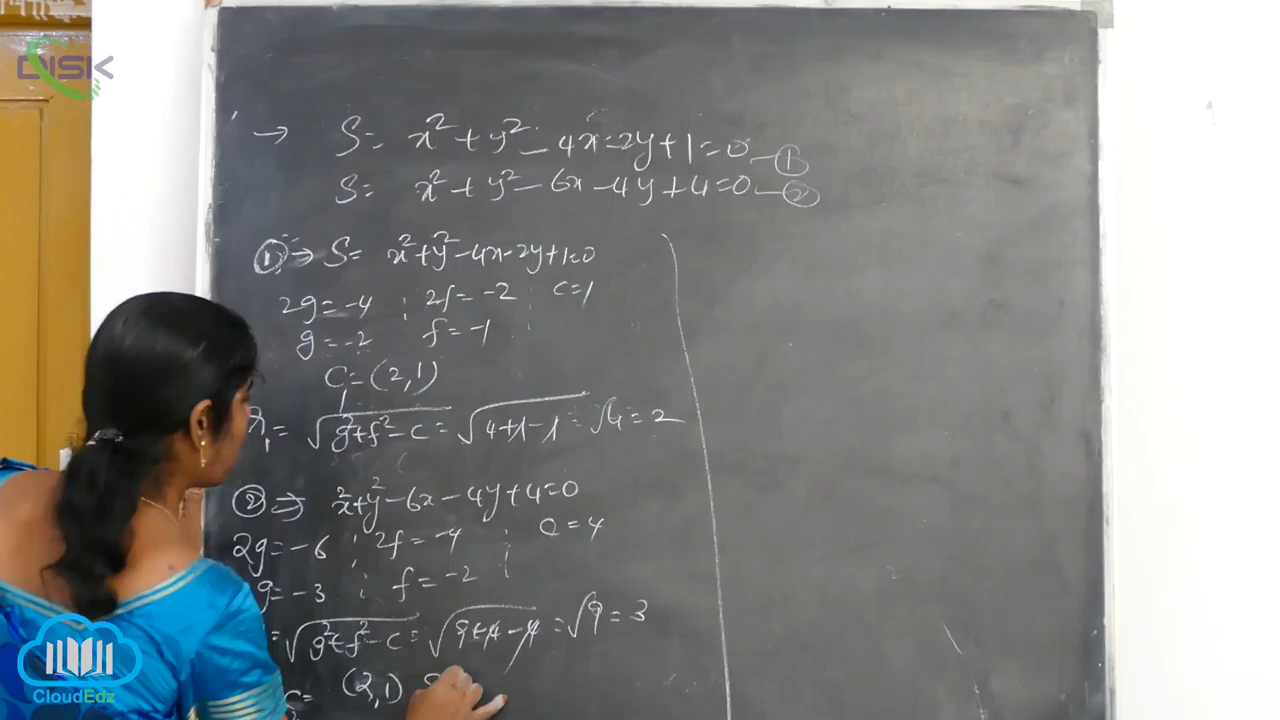 DISK
→ S= x²+y²-4x-2y+1=0 -①
S= x²+y²-6x-4y+4=0 -②
①⇒ S= x²+y²-4x-2y+1=0
2g=-4 ; 2f=-2 ; c=1
g=-2 f=-1
C₁=(2,1)
r₁= √g²+f²-c = √4+1-1 = √4 = 2
②⇒ x²+y²-6x-4y+4=0
2g=-6 ; 2f=-4 ; c=4
g=-3 ; f=-2
= √g²+f²-c = √9+4-4 = √9 = 3
C₂= (2,1)
CloudEdz